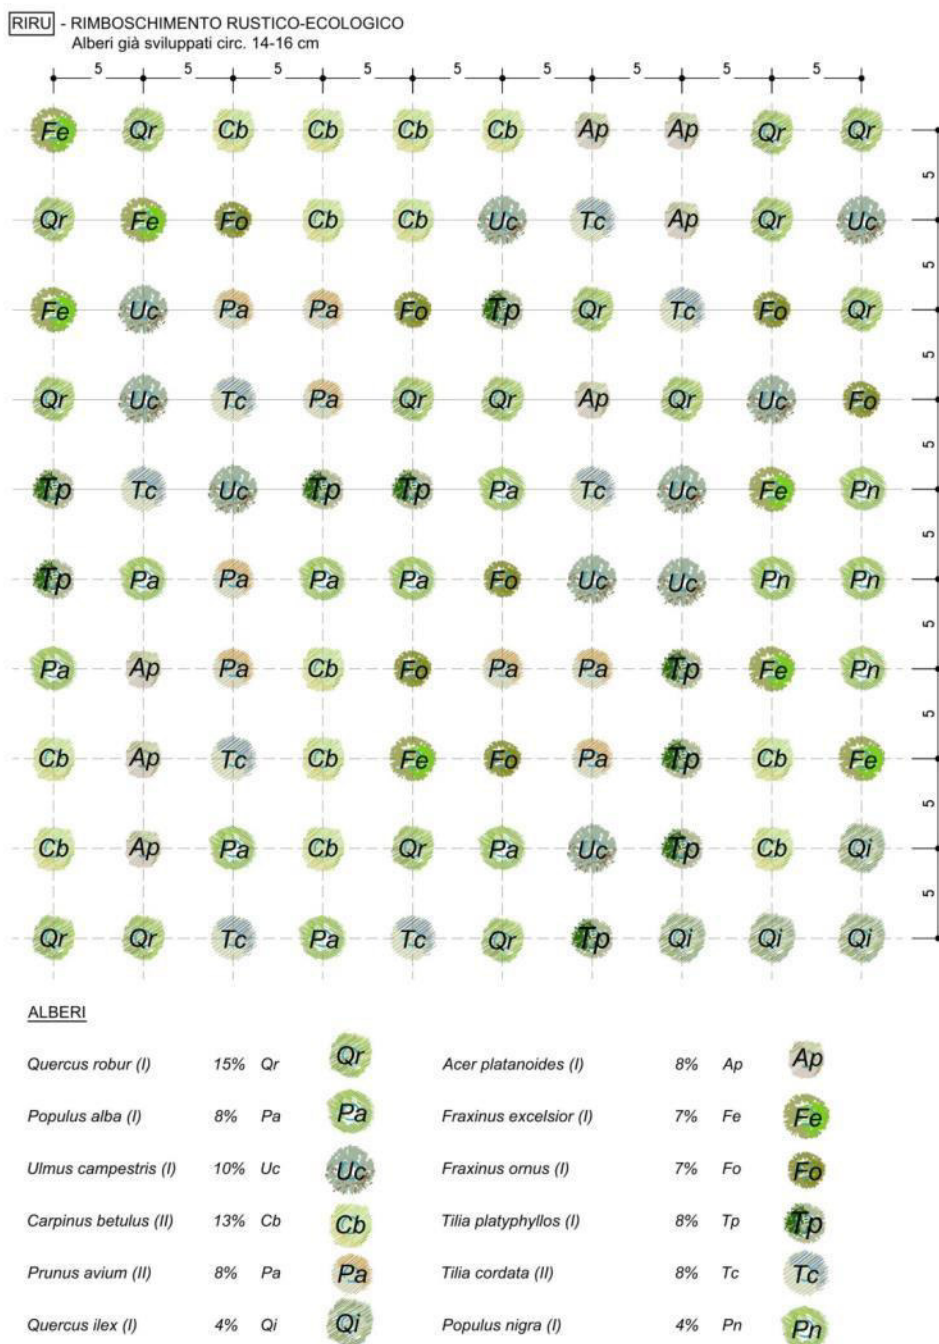 RIRU - RIMBOSCHIMENTO RUSTICO-ECOLOGICO
Alberi già sviluppati circ. 14-16 cm
5 5 5 5 5 5 5 5 5
Fe Qr Cb Cb Cb Cb Ap Ap Qr Qr
5
Qr Fe Fo Cb Cb Uc Tc Ap Qr Uc
5
Fe Uc Pa Pa Fo Tp Qr Tc Fo Qr
5
Qr Uc Tc Pa Qr Qr Ap Qr Uc Fo
5
Tp Tc Uc Tp Tp Pa Tc Uc Fe Pn
5
Tp Pa Pa Pa Pa Fo Uc Uc Pn Pn
5
Pa Ap Pa Cb Fo Pa Pa Tp Fe Pn
5
Cb Ap Tc Cb Fe Fo Pa Tp Cb Fe
5
Cb Ap Pa Cb Qr Pa Uc Tp Cb Qi
5
Qr Qr Tc Pa Tc Qr Tp Qi Qi Qi
ALBERI
Quercus robur (I) 15% Qr Qr Acer platanoides (I) 8% Ap Ap
Populus alba (I) 8% Pa Pa Fraxinus excelsior (I) 7% Fe Fe
Ulmus campestris (I) 10% Uc Uc Fraxinus ornus (I) 7% Fo Fo
Carpinus betulus (II) 13% Cb Cb Tilia platyphyllos (I) 8% Tp Tp
Prunus avium (II) 8% Pa Pa Tilia cordata (II) 8% Tc Tc
Quercus ilex (I) 4% Qi Qi Populus nigra (I) 4% Pn Pn